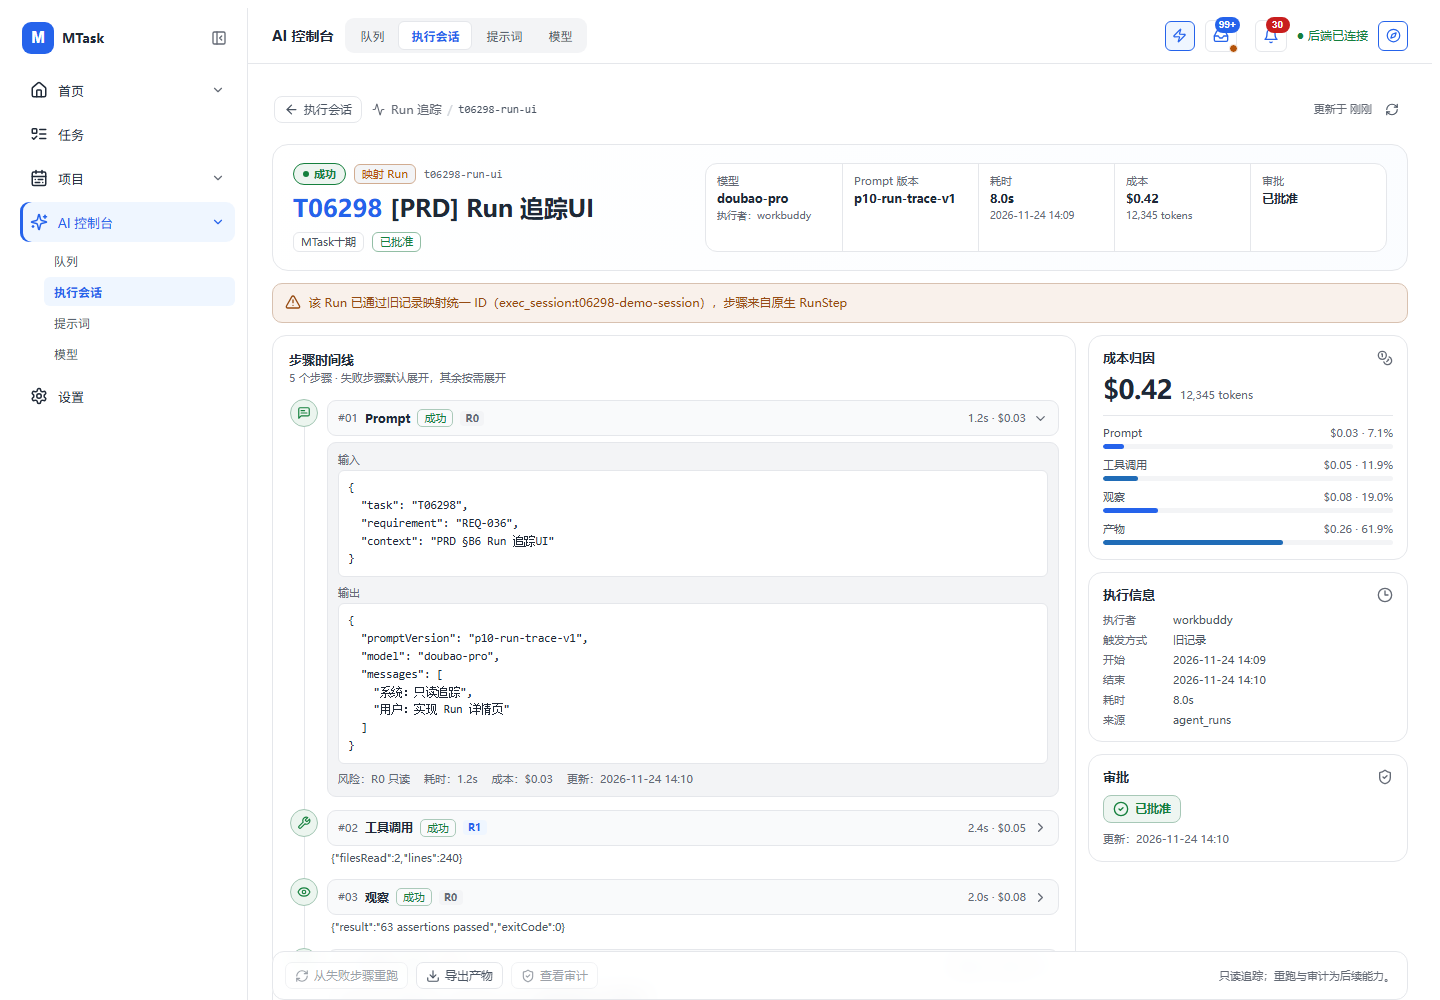 M MTask
首页
任务
项目
AI 控制台
队列
执行会话
提示词
模型
设置
AI 控制台 队列 执行会话 提示词 模型
99+ 30 后端已连接
执行会话 Run 追踪 / t06298-run-ui 更新于 刚刚
成功 映射 Run t06298-run-ui
T06298 [PRD] Run 追踪UI
MTask十期 已批准
模型
doubao-pro
执行者：workbuddy
Prompt 版本
p10-run-trace-v1
耗时
8.0s
2026-11-24 14:09
成本
$0.42
12,345 tokens
审批
已批准
该 Run 已通过旧记录映射统一 ID（exec_session:t06298-demo-session），步骤来自原生 RunStep
步骤时间线
5 个步骤 · 失败步骤默认展开，其余按需展开
#01 Prompt 成功 R0 1.2s · $0.03
输入
{
"task": "T06298",
"requirement": "REQ-036",
"context": "PRD §B6 Run 追踪UI"
}
输出
{
"promptVersion": "p10-run-trace-v1",
"model": "doubao-pro",
"messages": [
"系统：只读追踪",
"用户：实现 Run 详情页"
]
}
风险：R0 只读 耗时：1.2s 成本：$0.03 更新：2026-11-24 14:10
#02 工具调用 成功 R1 2.4s · $0.05
{"filesRead":2,"lines":240}
#03 观察 成功 R0 2.0s · $0.08
{"result":"63 assertions passed","exitCode":0}
从失败步骤重跑 导出产物 查看审计 只读追踪；重跑与审计为后续能力。
成本归因
$0.42 12,345 tokens
Prompt $0.03 · 7.1%
工具调用 $0.05 · 11.9%
观察 $0.08 · 19.0%
产物 $0.26 · 61.9%
执行信息
执行者 workbuddy
触发方式 旧记录
开始 2026-11-24 14:09
结束 2026-11-24 14:10
耗时 8.0s
来源 agent_runs
审批
已批准
更新：2026-11-24 14:10